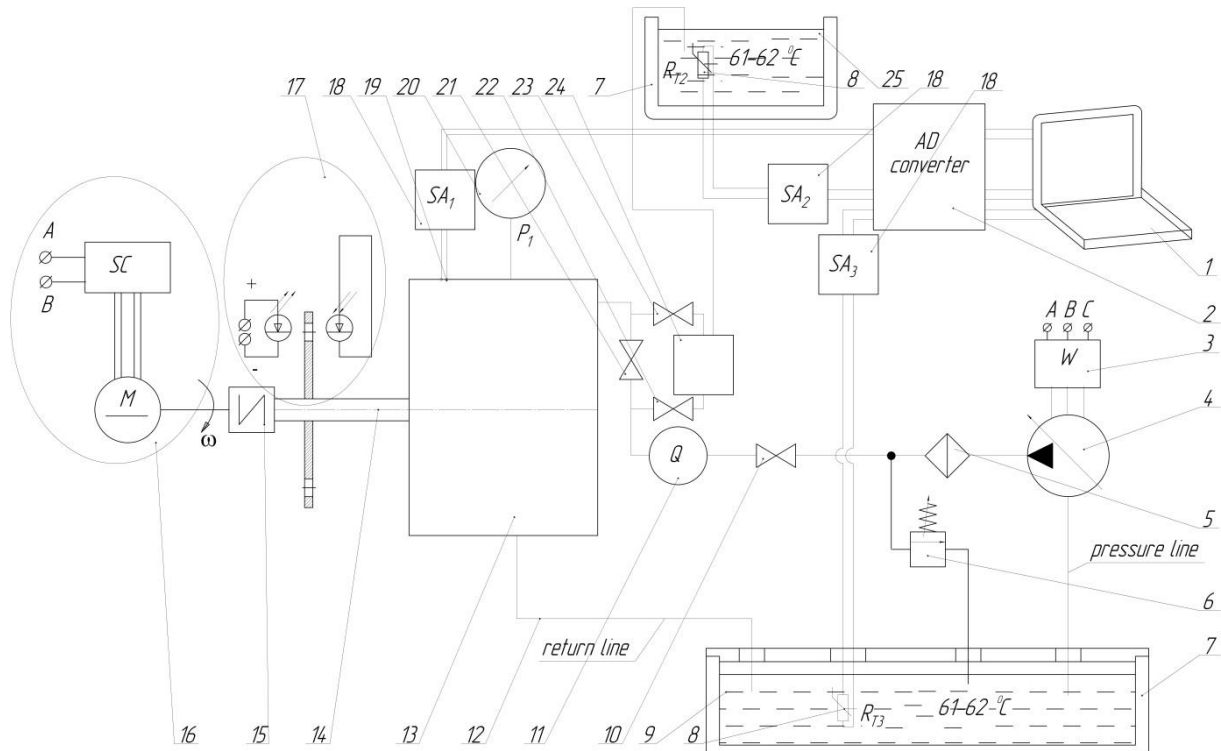 17
18
19
20
21
22
23
24
R_T2
61-62 °C
7
8
25
18
18
SA₁
P₁
SA₂
AD
converter
SA₃
1
2
A
B
SC
+
-
M
ω
Q
A B C
W
3
4
5
pressure line
6
return line
7
R_T3
61-62 °C
16
15
14
13
12
11
10
9
8